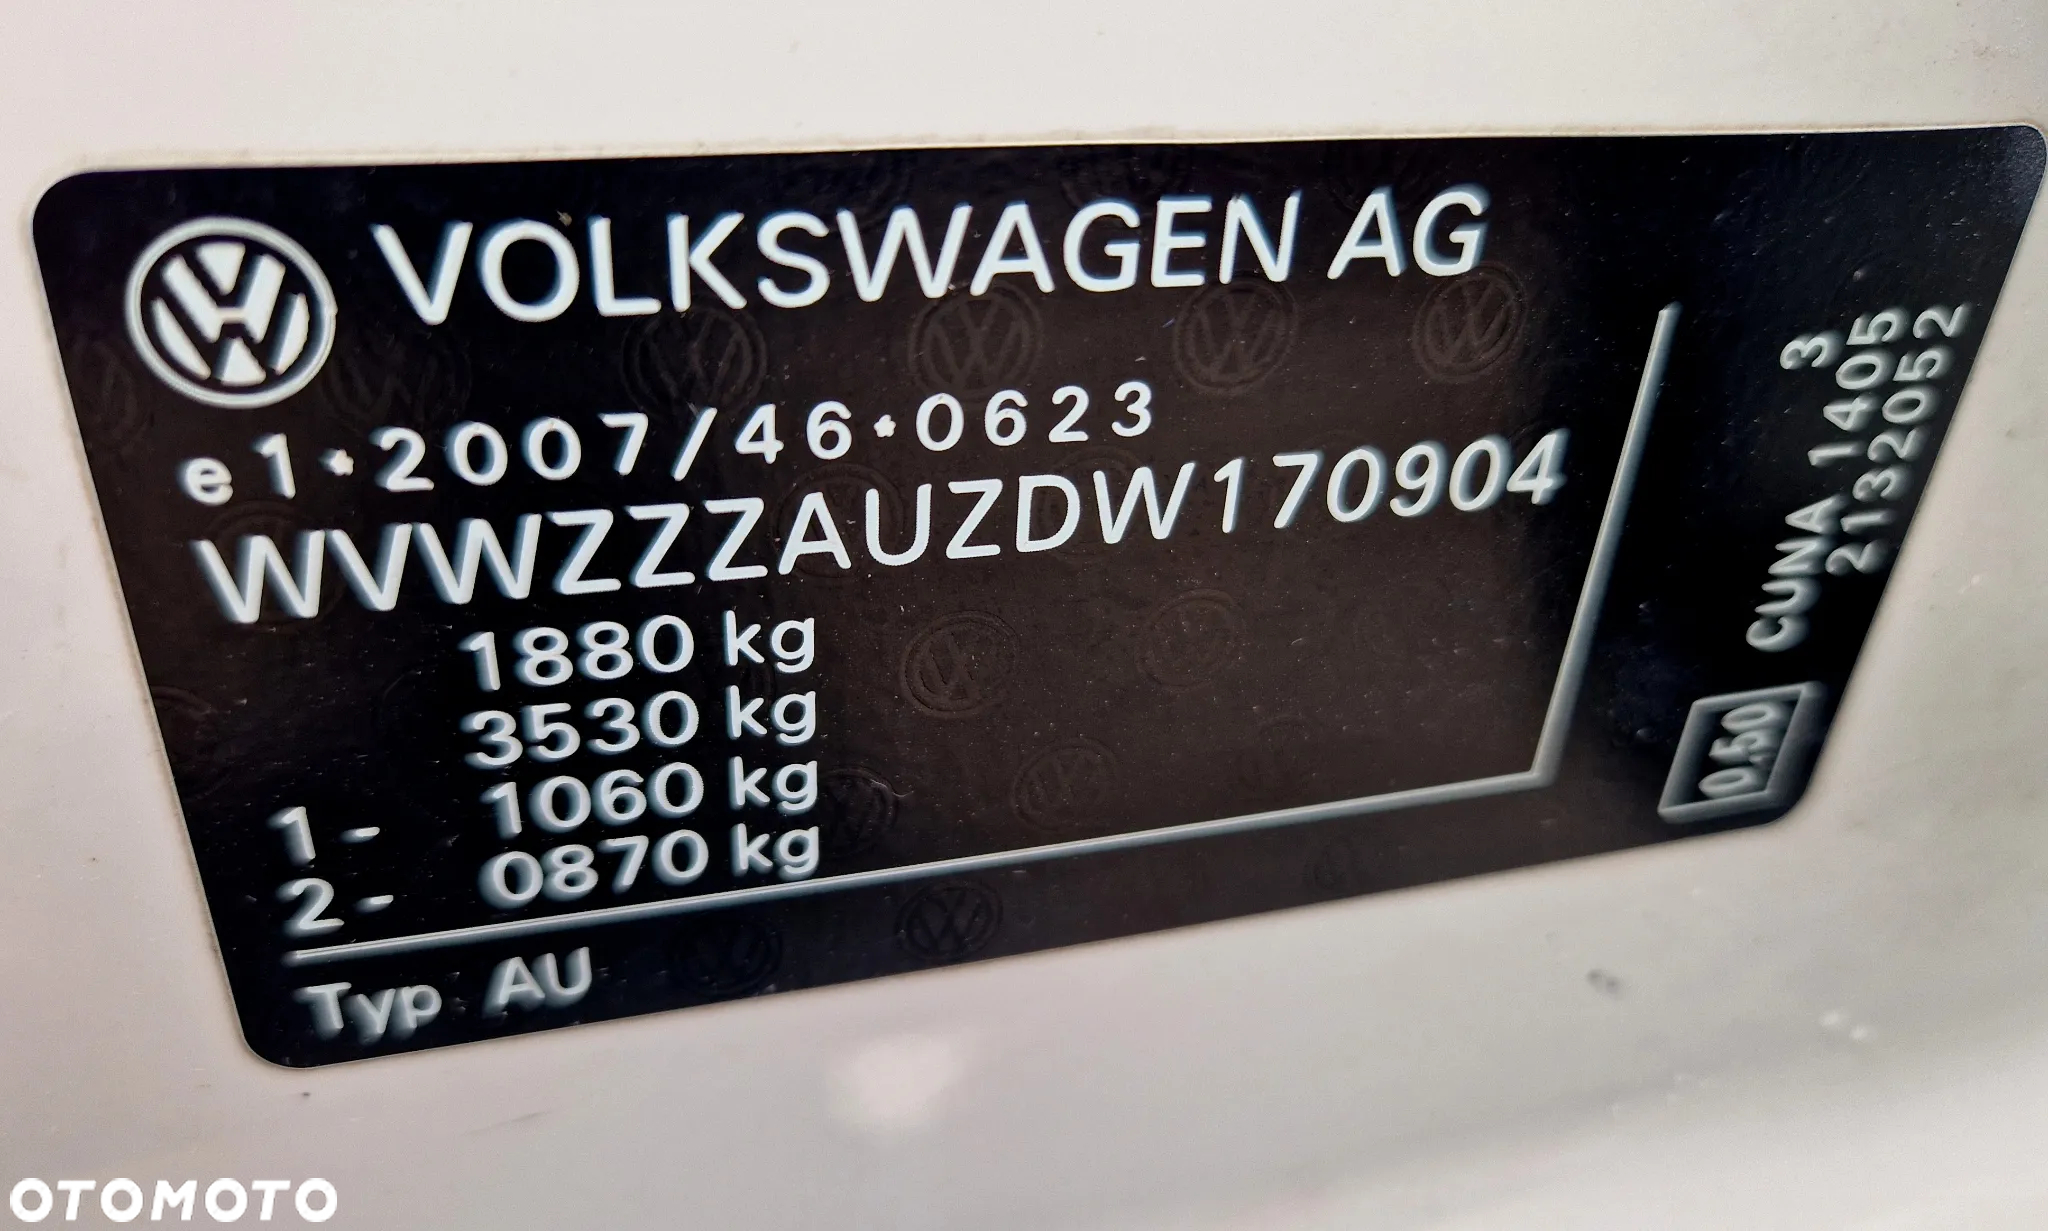 VOLKSWAGEN AG
e1*2007/46*0623
WVWZZZAUZDW170904
1880 kg
3530 kg
1- 1060 kg
2- 0870 kg
Typ AU
3
CUNA 1405
2132052
0,50
OTOMOTO